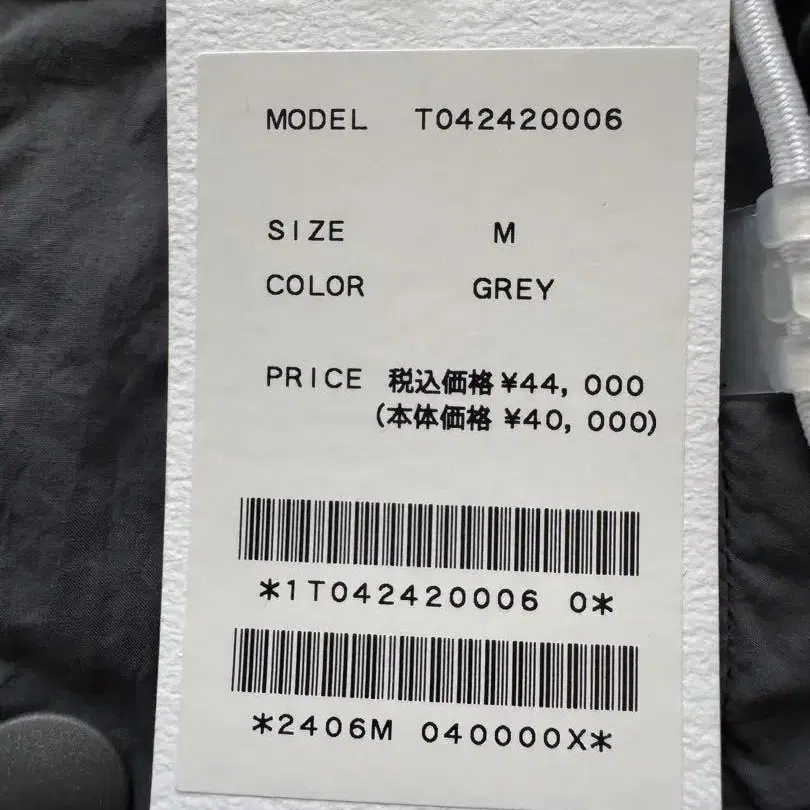 MODEL T042420006
SIZE M
COLOR GREY
PRICE 税込価格 ¥44, 000
(本体価格 ¥40, 000)
*1T042420006 0*
*2406M 040000X*